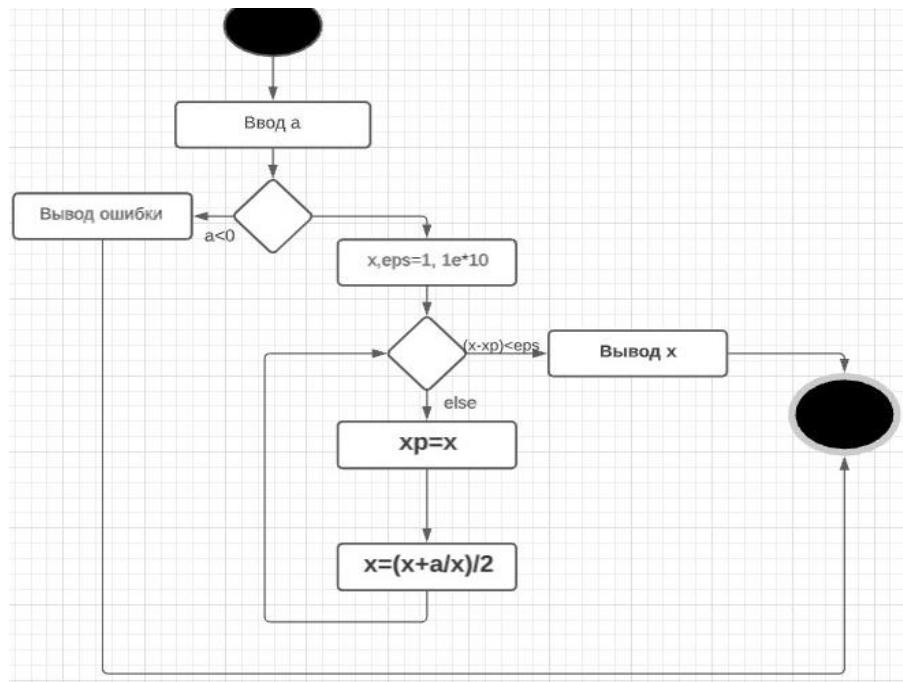 Ввод а
Вывод ошибки
a<0
x,eps=1, 1e*10
(x-xp)<eps
Вывод х
else
xp=x
x=(x+a/x)/2